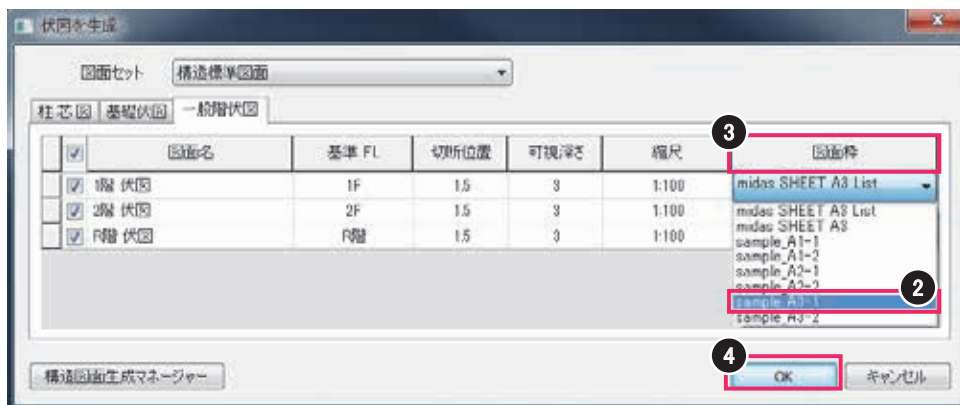 伏図を生成
図面セット 構造標準図面
柱芯図 基礎伏図 一般階伏図
図面名 基準 FL 切断位置 可視深さ 縮尺 図面枠
1階 伏図 1F 1.5 3 1:100 midas SHEET A3 List
2階 伏図 2F 1.5 3 1:100
R階 伏図 R階 1.5 3 1:100
midas SHEET A3 List
midas SHEET A3
sample_A1-1
sample_A1-2
sample_A2-1
sample_A2-2
sample_A3-1
sample_A3-2
3
2
4
構造図面生成マネージャー OK キャンセル